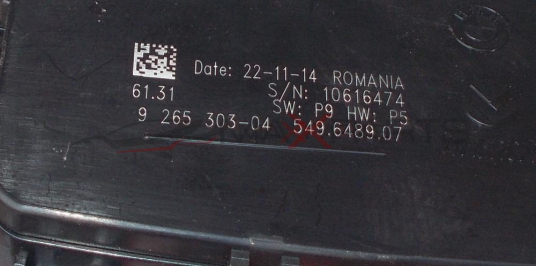 Date: 22-11-14 ROMANIA
61.31 S/N: 10616474
SW: P9 HW: P5
9 265 303-04 549.6489.07